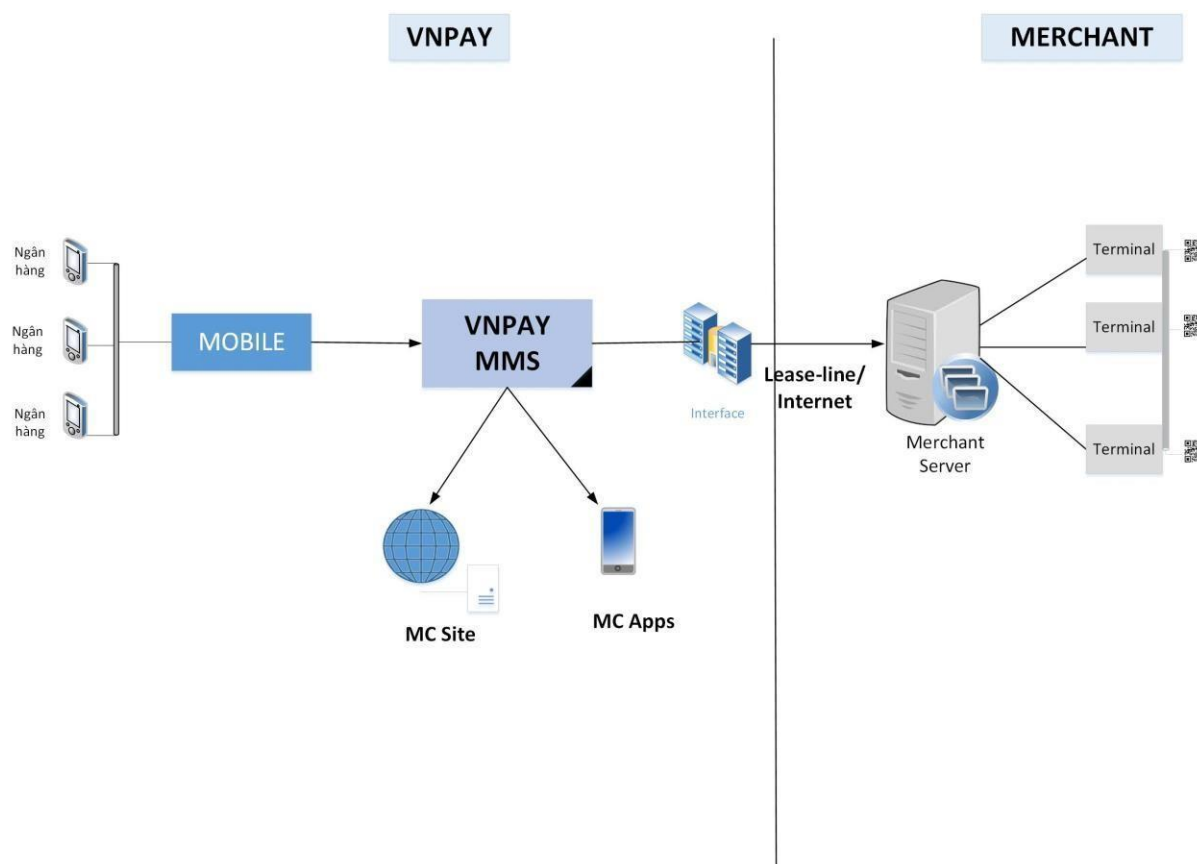 VNPAY
MERCHANT
Ngân
hàng
Ngân
hàng
Ngân
hàng
MOBILE
VNPAY
MMS
Interface
Lease-line/
Internet
Merchant
Server
Terminal
Terminal
Terminal
MC Site
MC Apps